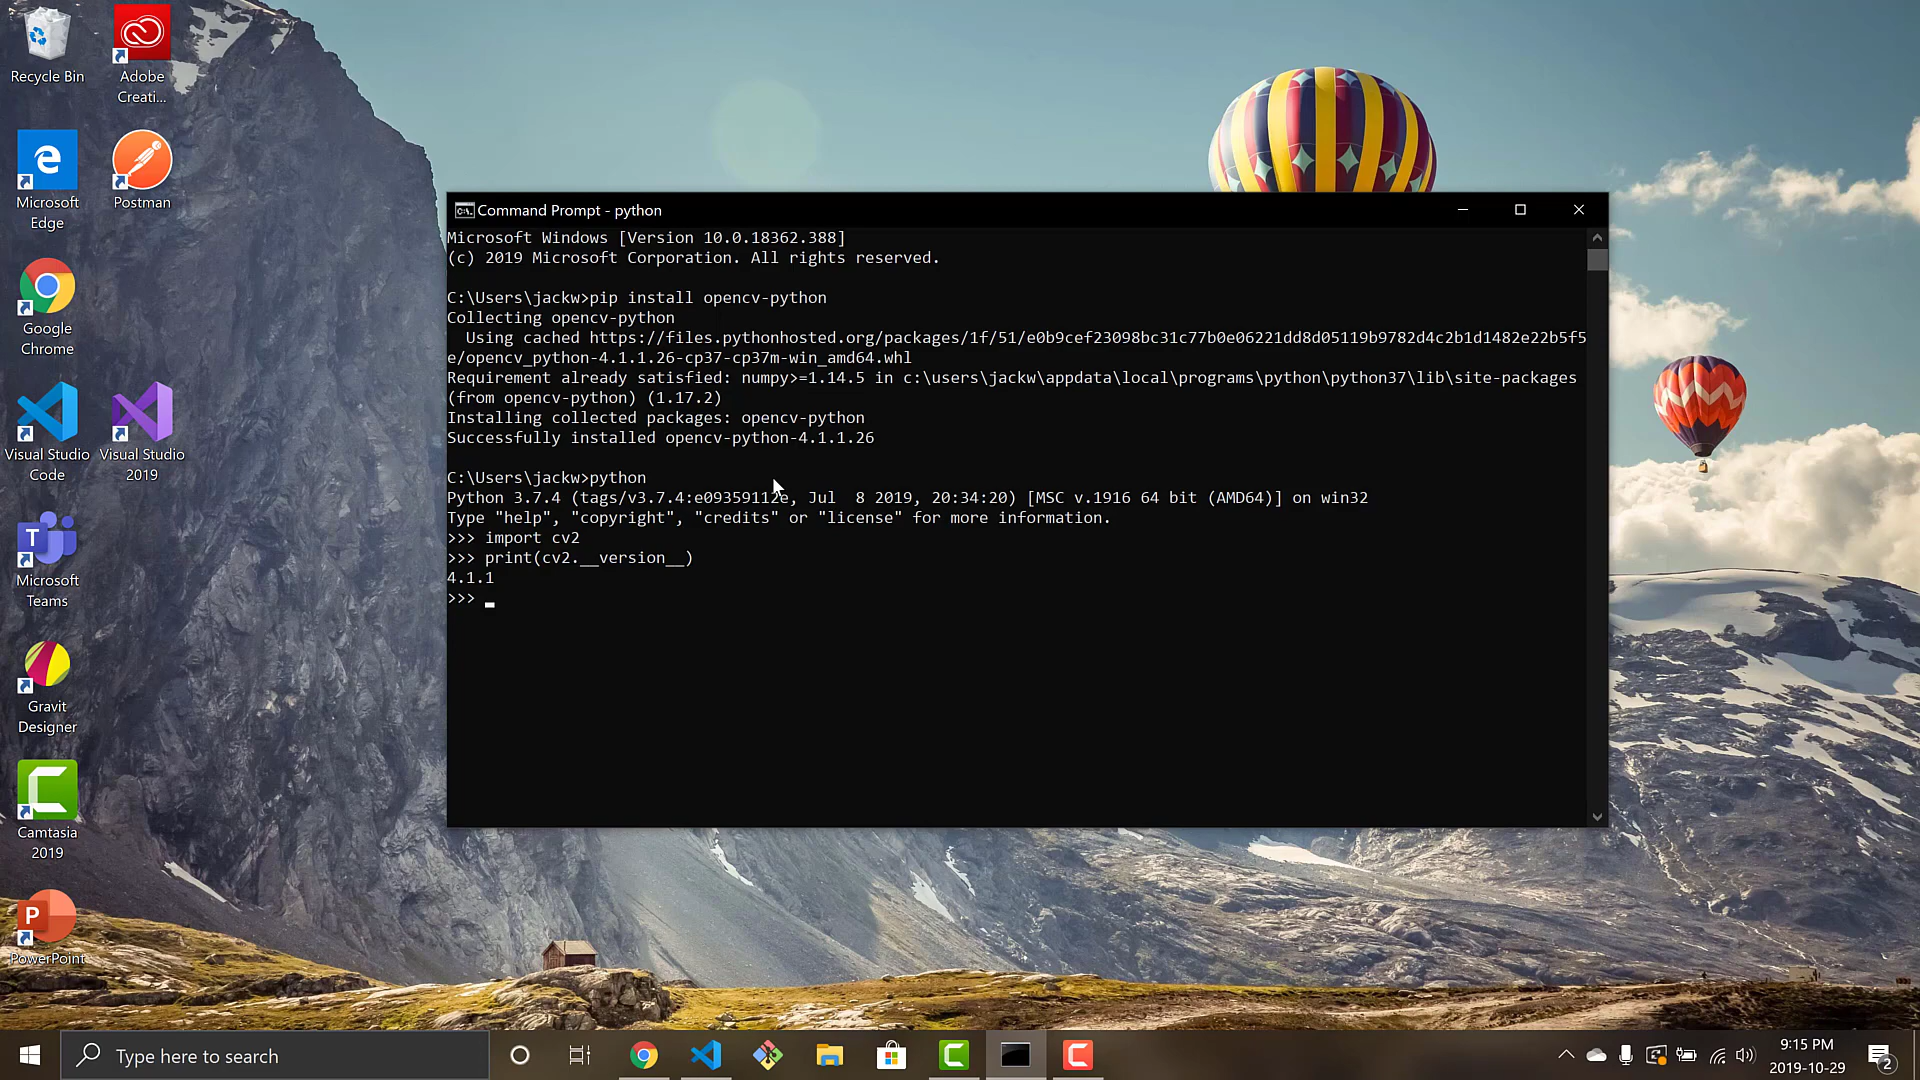 Recycle Bin
Adobe
Creati...
Microsoft
Edge
Postman
Google
Chrome
Visual Studio
Code
Visual Studio
2019
Microsoft
Teams
Gravit
Designer
Camtasia
2019
PowerPoint
Command Prompt - python
Microsoft Windows [Version 10.0.18362.388]
(c) 2019 Microsoft Corporation. All rights reserved.
C:\Users\jackw>pip install opencv-python
Collecting opencv-python
Using cached https://files.pythonhosted.org/packages/1f/51/e0b9cef23098bc31c77b0e06221dd8d05119b9782d4c2b1d1482e22b5f5
e/opencv_python-4.1.1.26-cp37-cp37m-win_amd64.whl
Requirement already satisfied: numpy>=1.14.5 in c:\users\jackw\appdata\local\programs\python\python37\lib\site-packages
(from opencv-python) (1.17.2)
Installing collected packages: opencv-python
Successfully installed opencv-python-4.1.1.26
C:\Users\jackw>python
Python 3.7.4 (tags/v3.7.4:e09359112e, Jul  8 2019, 20:34:20) [MSC v.1916 64 bit (AMD64)] on win32
Type "help", "copyright", "credits" or "license" for more information.
>>> import cv2
>>> print(cv2.__version__)
4.1.1
>>>
Type here to search
9:15 PM
2019-10-29
2